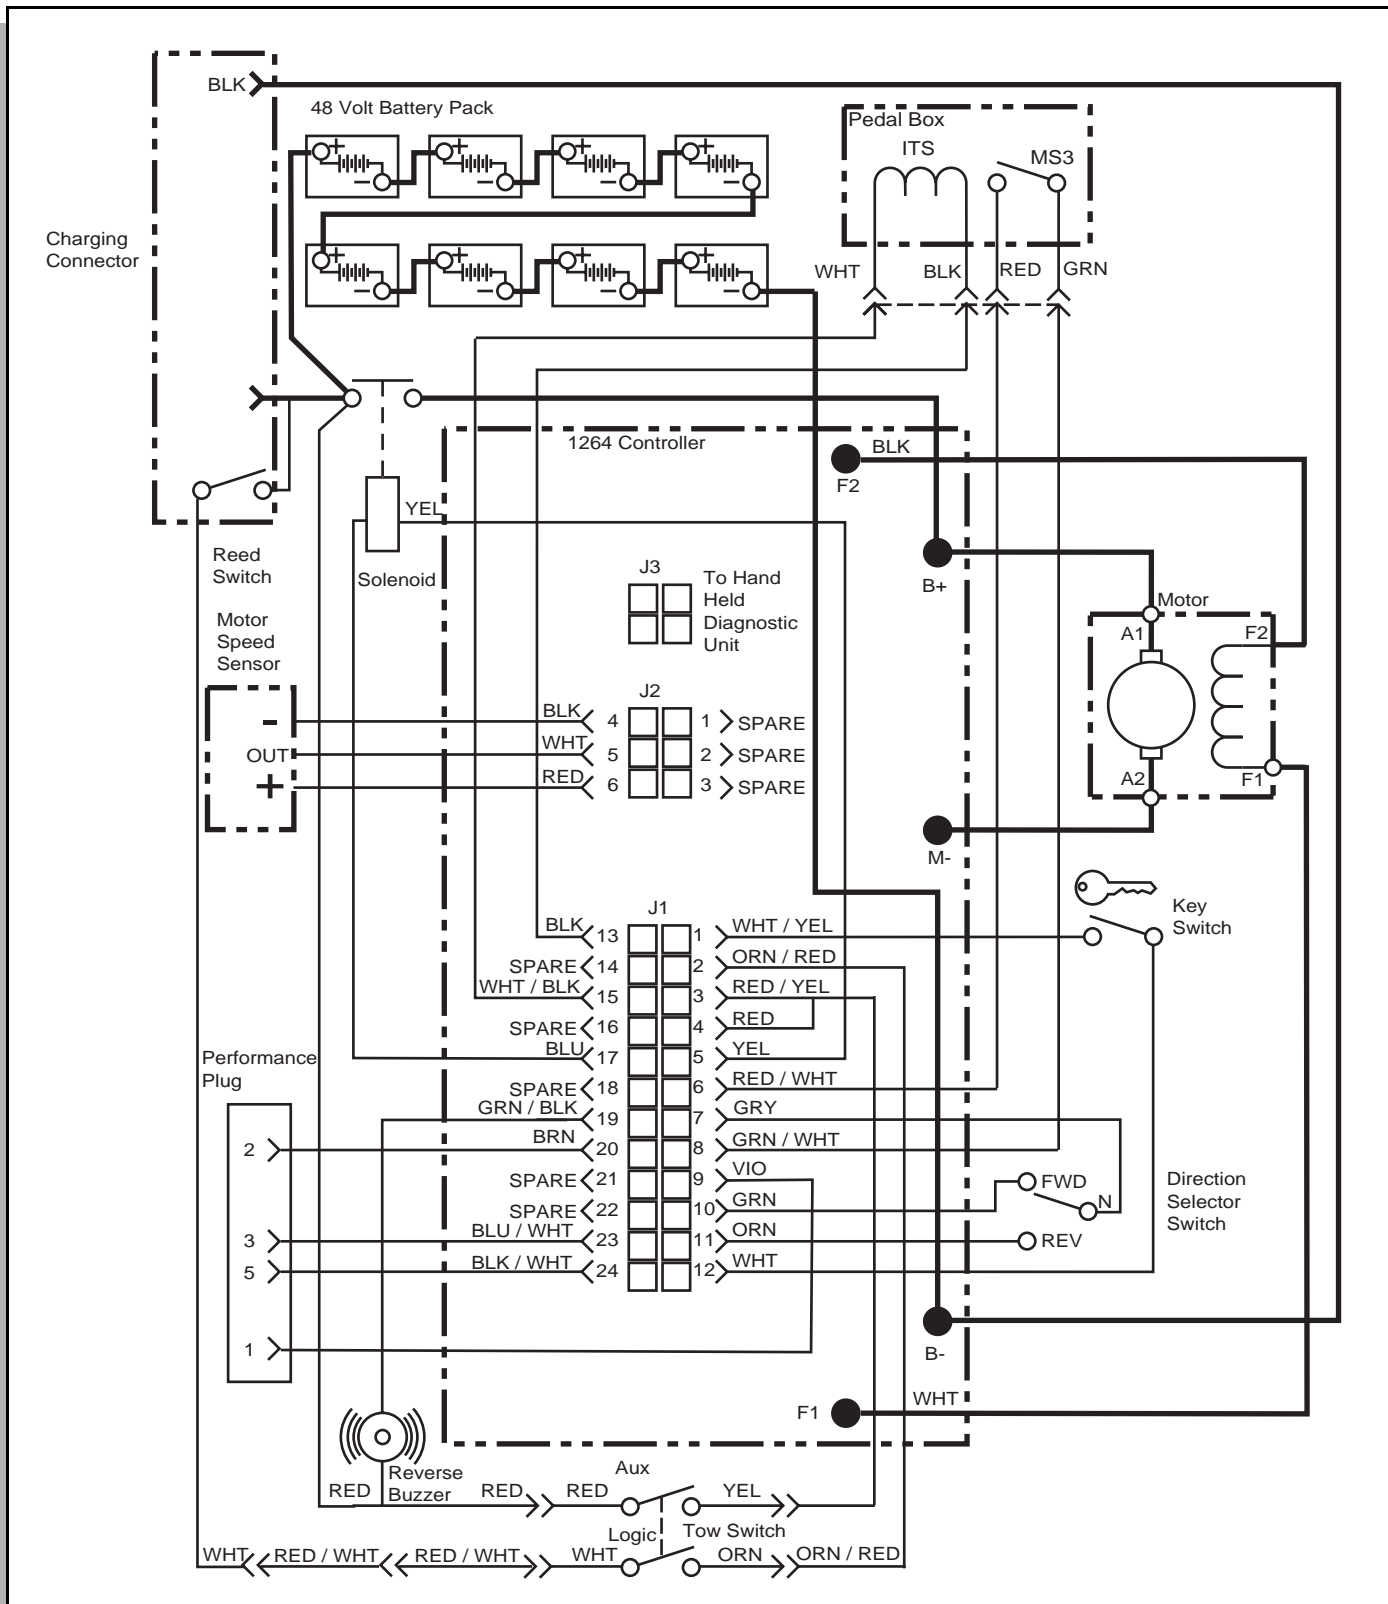 BLK
48 Volt Battery Pack
Pedal Box
ITS
MS3
+ + + +
- - - -
Charging
Connector
+ + + +
- - - -
WHT
BLK
RED
GRN
1264 Controller
BLK
F2
YEL
Reed
Switch
Solenoid
J3
To Hand
Held
Diagnostic
Unit
B+
Motor
Speed
Sensor
Motor
A1
F2
J2
-
BLK
4
1
SPARE
OUT
WHT
5
2
SPARE
+
RED
6
3
SPARE
A2
F1
M-
Key
Switch
J1
BLK
13
1
WHT / YEL
SPARE
14
2
ORN / RED
WHT / BLK
15
3
RED / YEL
SPARE
16
4
RED
BLU
17
5
YEL
Performance
Plug
SPARE
18
6
RED / WHT
GRN / BLK
19
7
GRY
2
BRN
20
8
GRN / WHT
SPARE
21
9
VIO
SPARE
22
10
GRN
FWD
N
Direction
Selector
Switch
3
BLU / WHT
23
11
ORN
REV
5
BLK / WHT
24
12
WHT
1
B-
WHT
F1
Reverse
Buzzer
Aux
RED
RED
RED
YEL
Logic
Tow Switch
WHT
RED / WHT
RED / WHT
WHT
ORN
ORN / RED